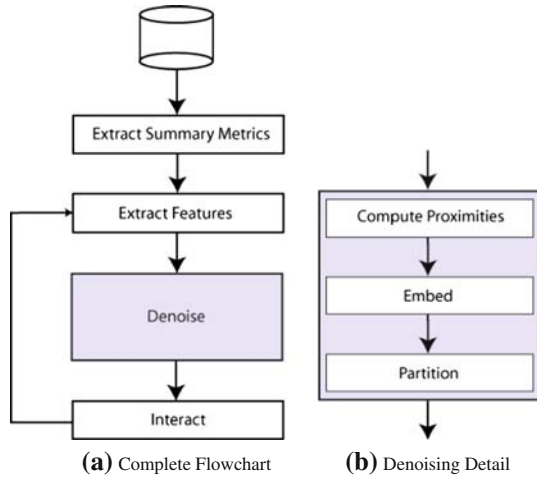 Extract Summary Metrics
Extract Features
Denoise
Interact
(a) Complete Flowchart
Compute Proximities
Embed
Partition
(b) Denoising Detail